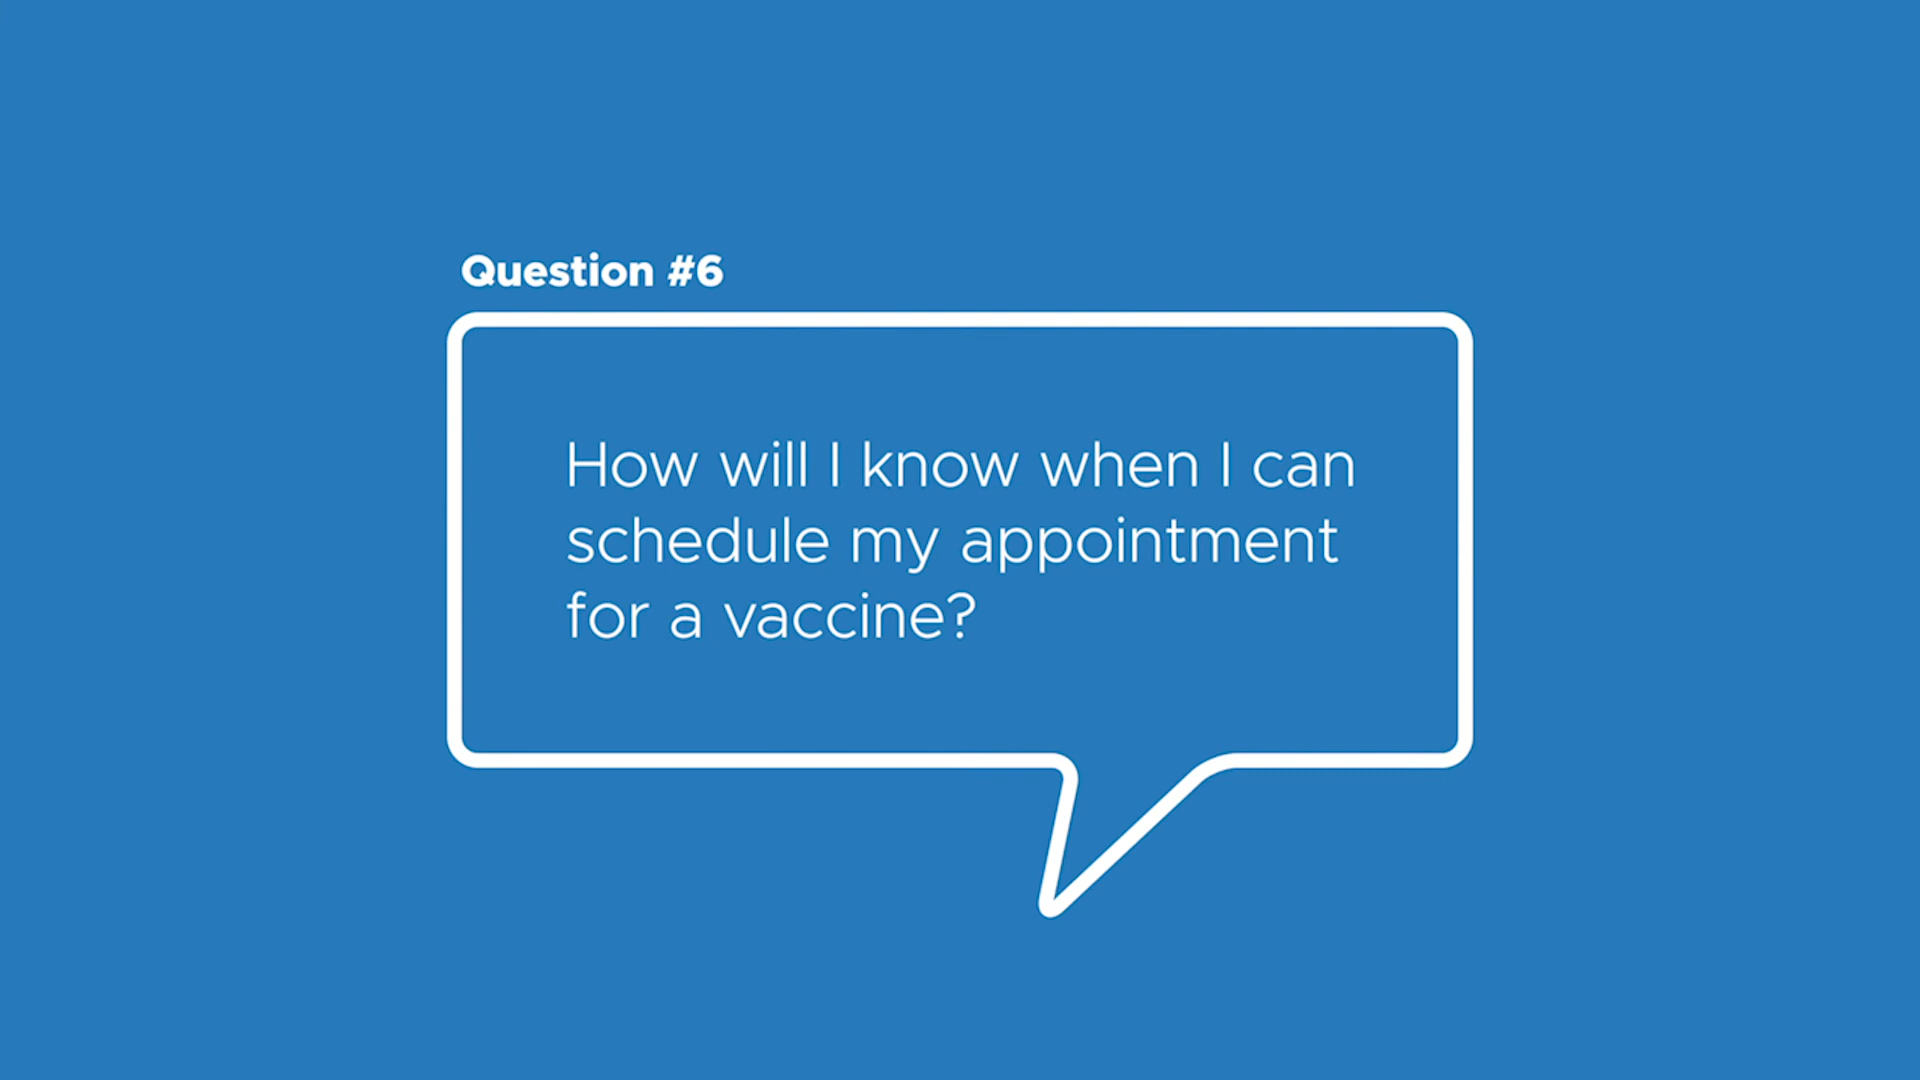 Question #6
How will I know when I can
schedule my appointment
for a vaccine?